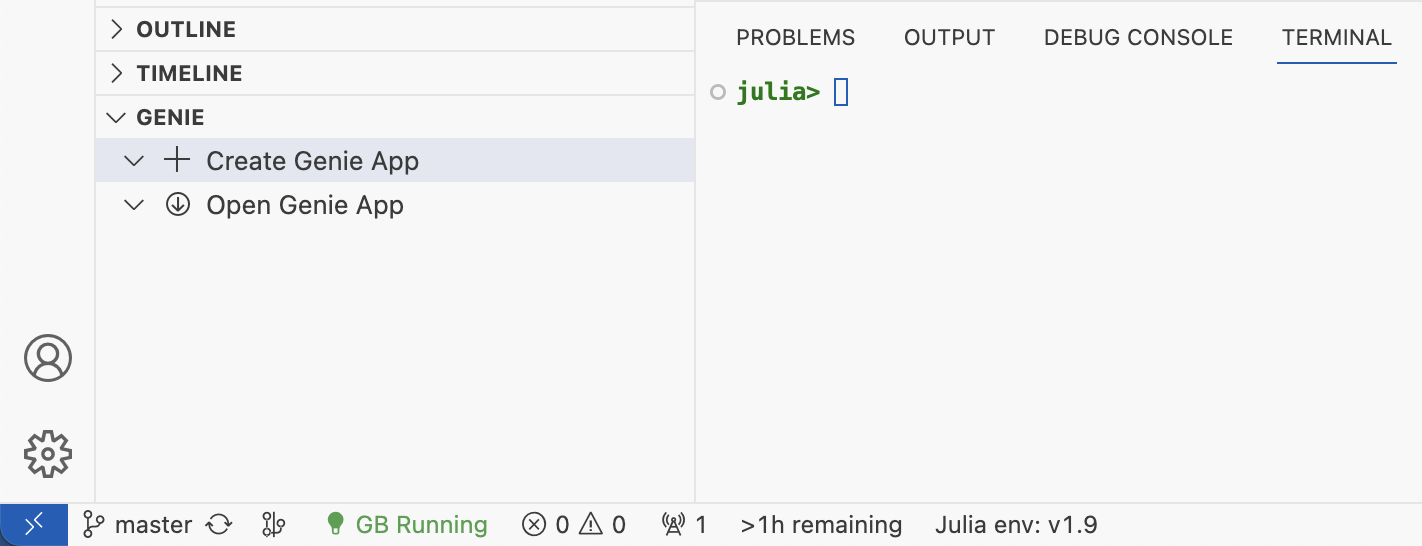 OUTLINE
TIMELINE
GENIE
Create Genie App
Open Genie App
PROBLEMS OUTPUT DEBUG CONSOLE TERMINAL
julia>
master GB Running 0 0 1 >1h remaining Julia env: v1.9